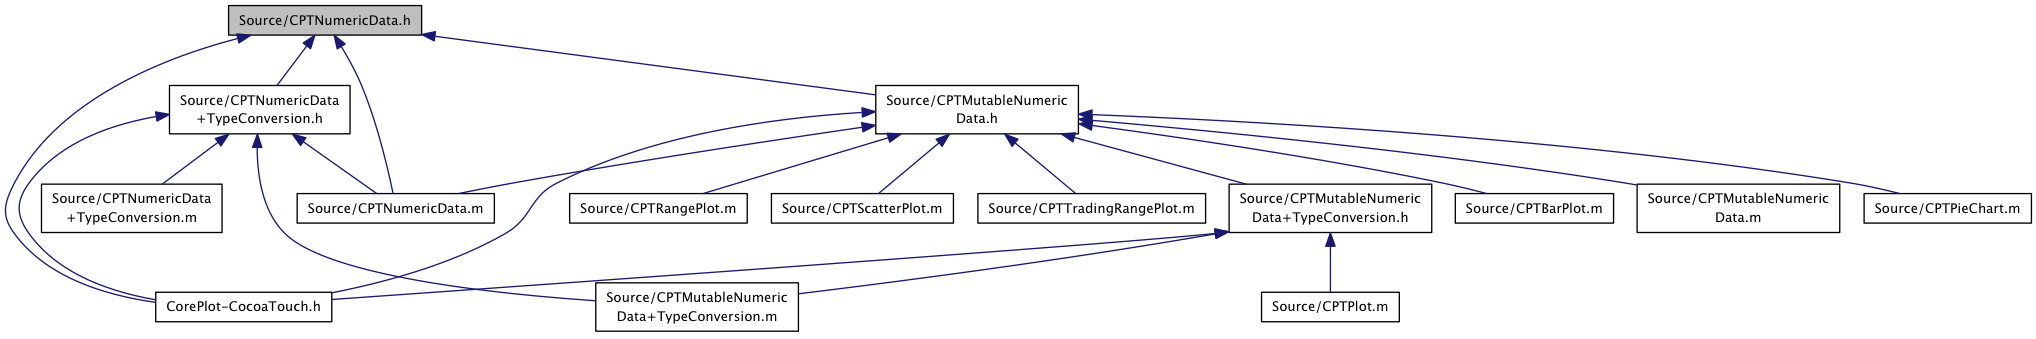 Source/CPTNumericData.h
Source/CPTNumericData
+TypeConversion.h
Source/CPTMutableNumeric
Data.h
Source/CPTNumericData
+TypeConversion.m
Source/CPTNumericData.m
Source/CPTRangePlot.m
Source/CPTScatterPlot.m
Source/CPTTradingRangePlot.m
Source/CPTMutableNumeric
Data+TypeConversion.h
Source/CPTBarPlot.m
Source/CPTMutableNumeric
Data.m
Source/CPTPieChart.m
CorePlot-CocoaTouch.h
Source/CPTMutableNumeric
Data+TypeConversion.m
Source/CPTPlot.m